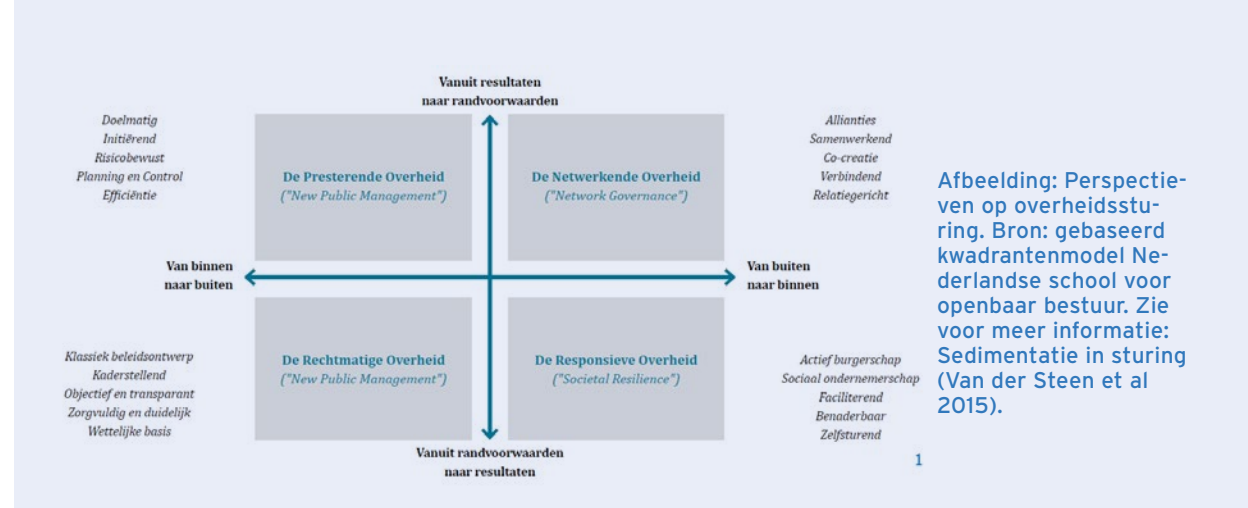 Vanuit resultaten
naar randvoorwaarden
Doelmatig
Initiërend
Risicobewust
Planning en Control
Efficiëntie
De Presterende Overheid
("New Public Management")
De Netwerkende Overheid
("Network Governance")
Allianties
Samenwerkend
Co-creatie
Verbindend
Relatiegericht
Van binnen
naar buiten
Van buiten
naar binnen
Klassiek beleidsontwerp
Kaderstellend
Objectief en transparant
Zorgvuldig en duidelijk
Wettelijke basis
De Rechtmatige Overheid
("New Public Management")
De Responsieve Overheid
("Societal Resilience")
Actief burgerschap
Sociaal ondernemerschap
Faciliterend
Benaderbaar
Zelfsturend
Vanuit randvoorwaarden
naar resultaten
1
Afbeelding: Perspectie-
ven op overheidsstu-
ring. Bron: gebaseerd
kwadrantenmodel Ne-
derlandse school voor
openbaar bestuur. Zie
voor meer informatie:
Sedimentatie in sturing
(Van der Steen et al
2015).